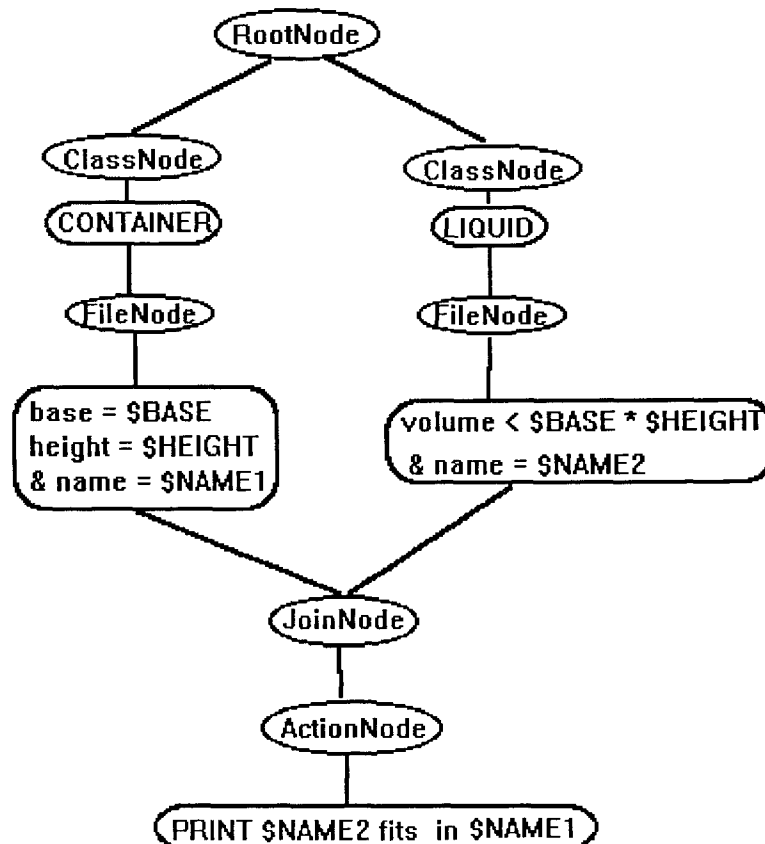 RootNode
ClassNode
ClassNode
CONTAINER
LIQUID
FileNode
FileNode
base = $BASE
height = $HEIGHT
& name = $NAME1
volume < $BASE * $HEIGHT
& name = $NAME2
JoinNode
ActionNode
PRINT $NAME2 fits in $NAME1